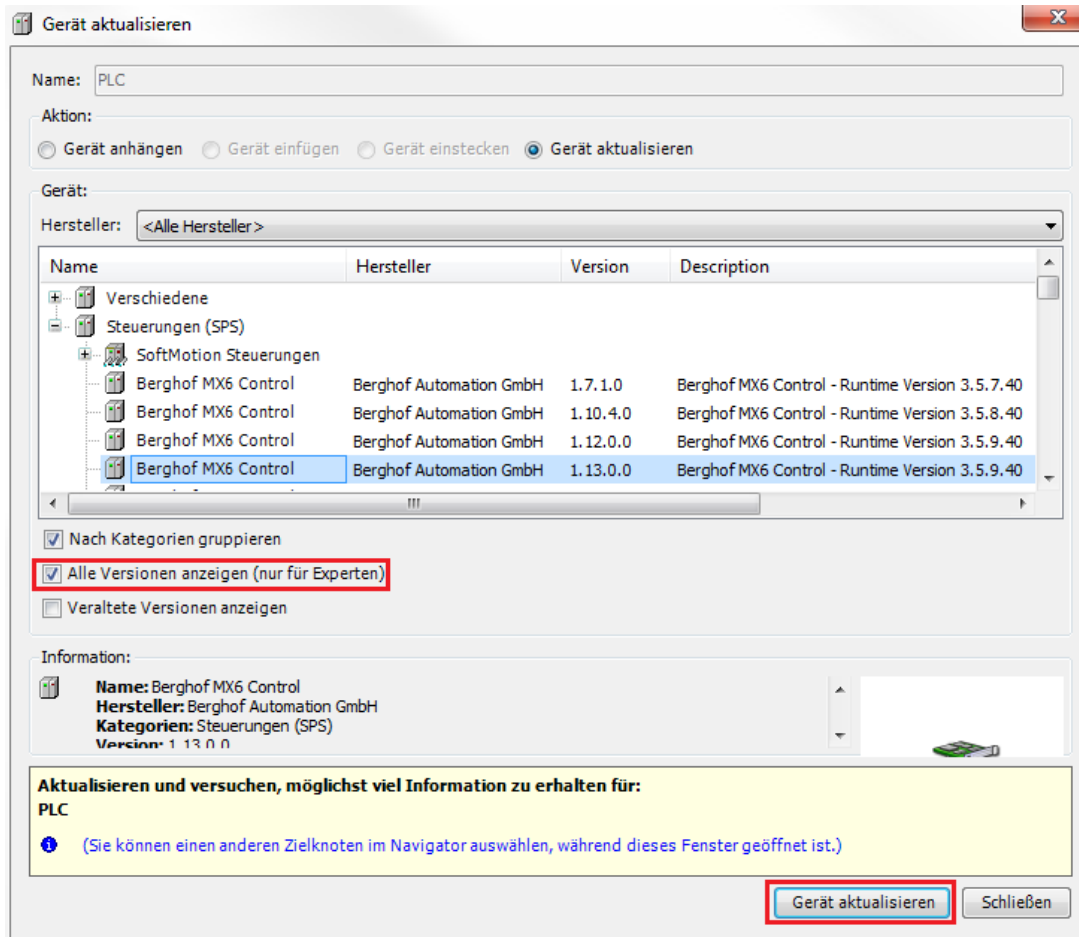 Gerät aktualisieren
Name: PLC
Aktion:
Gerät anhängen Gerät einfügen Gerät einstecken Gerät aktualisieren
Gerät:
Hersteller: <Alle Hersteller>
Name Hersteller Version Description
Verschiedene
Steuerungen (SPS)
SoftMotion Steuerungen
Berghof MX6 Control Berghof Automation GmbH 1.7.1.0 Berghof MX6 Control - Runtime Version 3.5.7.40
Berghof MX6 Control Berghof Automation GmbH 1.10.4.0 Berghof MX6 Control - Runtime Version 3.5.8.40
Berghof MX6 Control Berghof Automation GmbH 1.12.0.0 Berghof MX6 Control - Runtime Version 3.5.9.40
Berghof MX6 Control Berghof Automation GmbH 1.13.0.0 Berghof MX6 Control - Runtime Version 3.5.9.40
Nach Kategorien gruppieren
Alle Versionen anzeigen (nur für Experten)
Veraltete Versionen anzeigen
Information:
Name: Berghof MX6 Control
Hersteller: Berghof Automation GmbH
Kategorien: Steuerungen (SPS)
Version: 1.13.0.0
Aktualisieren und versuchen, möglichst viel Information zu erhalten für:
PLC
(Sie können einen anderen Zielknoten im Navigator auswählen, während dieses Fenster geöffnet ist.)
Gerät aktualisieren Schließen